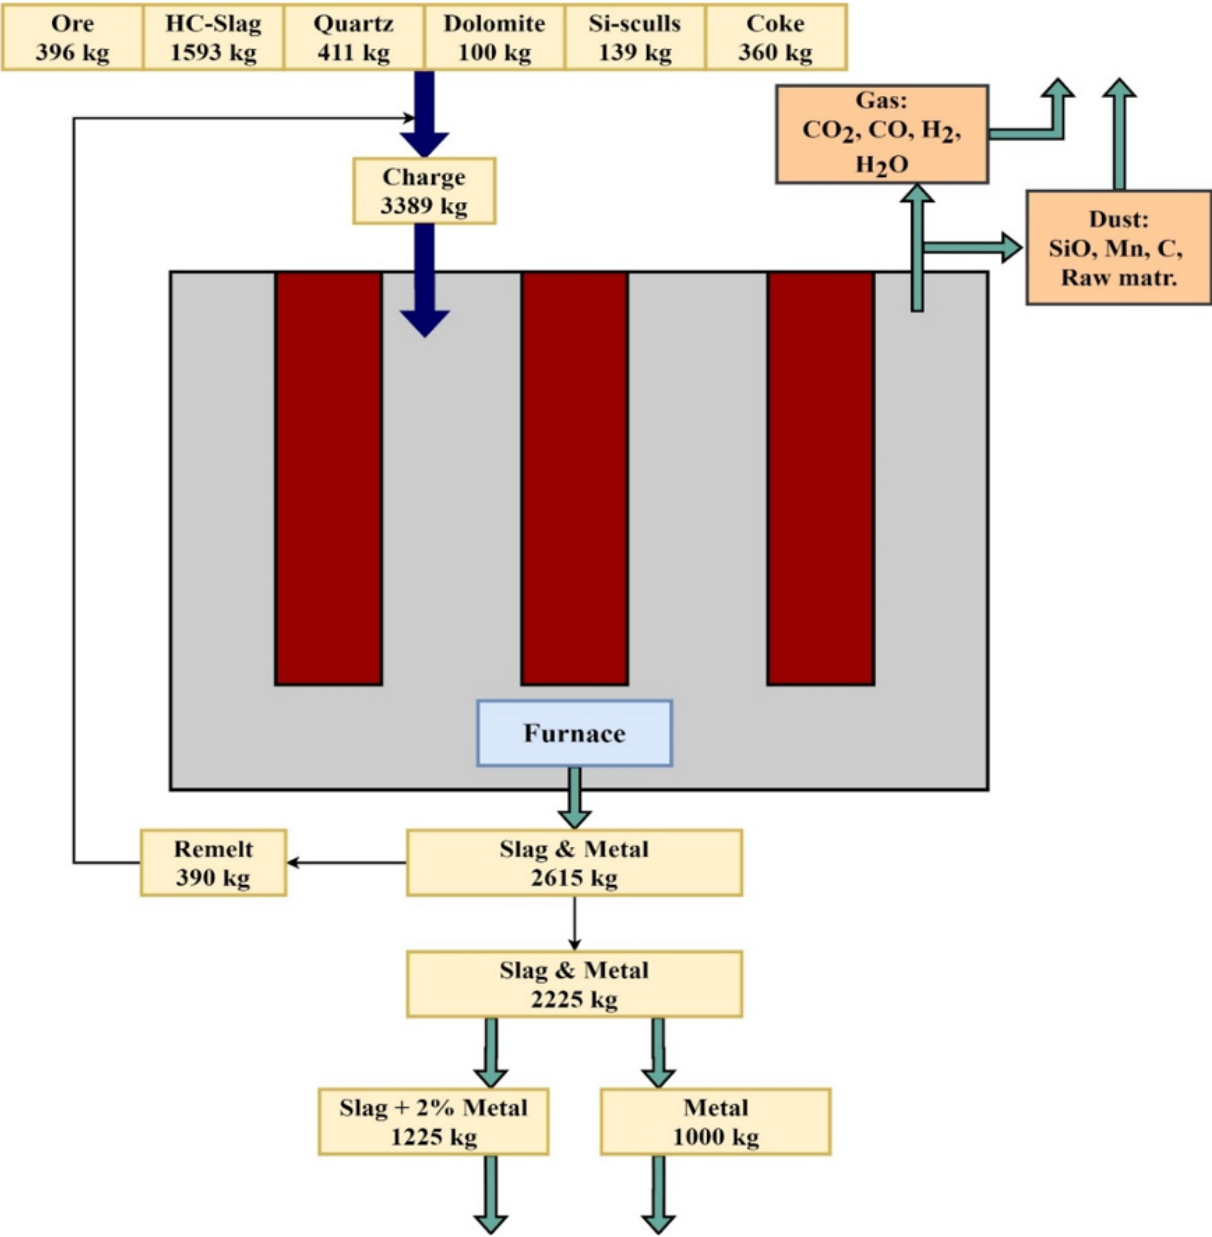 Ore
396 kg
HC-Slag
1593 kg
Quartz
411 kg
Dolomite
100 kg
Si-sculls
139 kg
Coke
360 kg
Gas:
CO₂, CO, H₂,
H₂O
Charge
3389 kg
Dust:
SiO, Mn, C,
Raw matr.
Furnace
Remelt
390 kg
Slag & Metal
2615 kg
Slag & Metal
2225 kg
Slag + 2% Metal
1225 kg
Metal
1000 kg